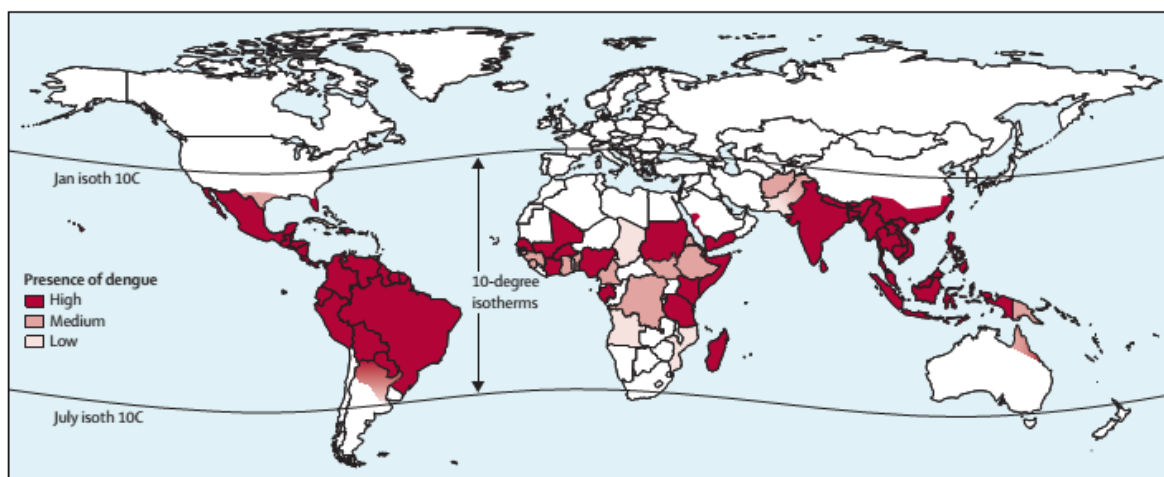 Jan isoth 10C
Presence of dengue
High
Medium
Low
10-degree
isotherms
July isoth 10C